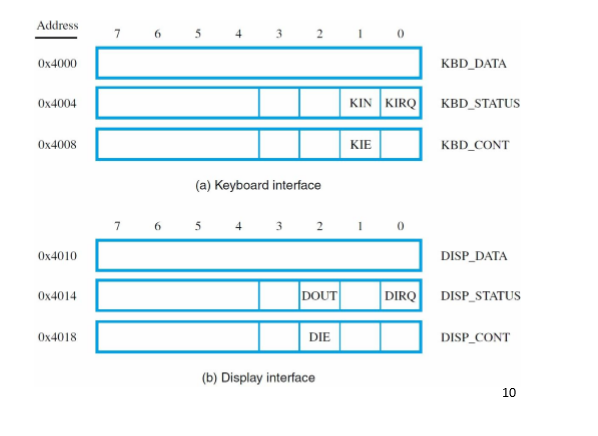 Address
7 6 5 4 3 2 1 0
0x4000 KBD_DATA
0x4004 KIN KIRQ KBD_STATUS
0x4008 KIE KBD_CONT
(a) Keyboard interface
7 6 5 4 3 2 1 0
0x4010 DISP_DATA
0x4014 DOUT DIRQ DISP_STATUS
0x4018 DIE DISP_CONT
(b) Display interface
10